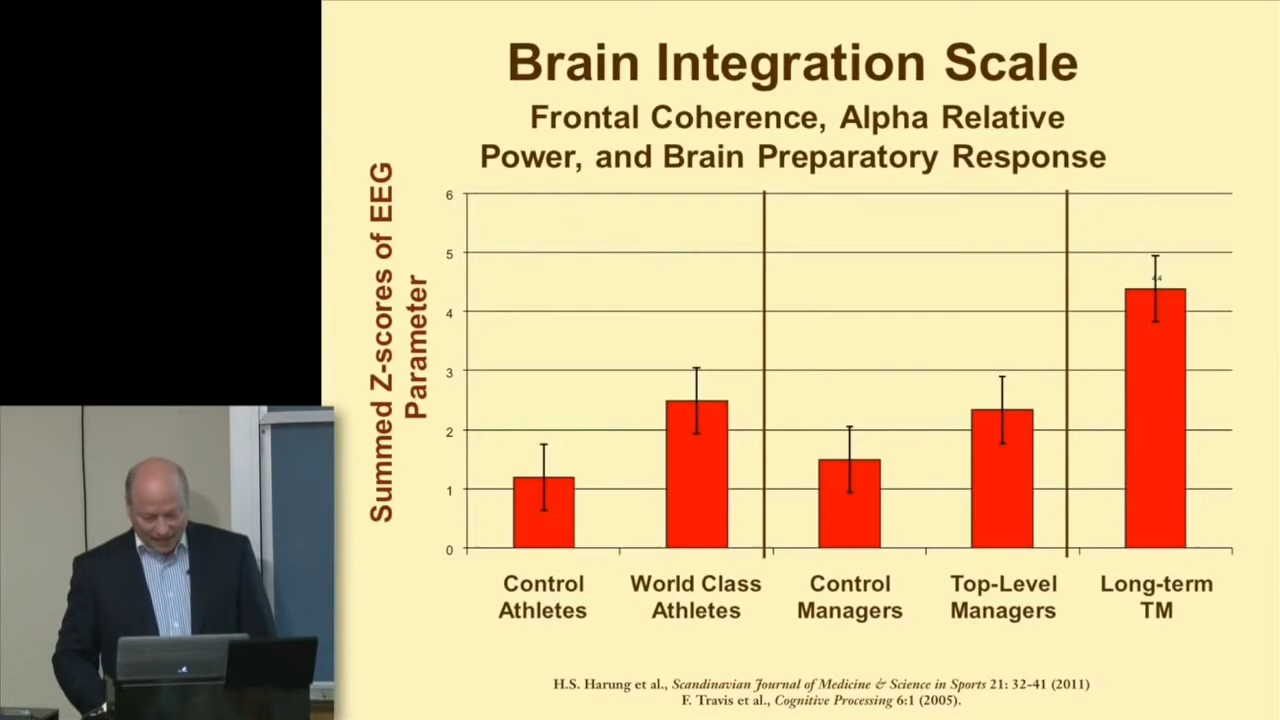 Brain Integration Scale
Frontal Coherence, Alpha Relative
Power, and Brain Preparatory Response
Summed Z-scores of EEG
Parameter
6
5
4
3
2
1
0
4.4
Control
Athletes
World Class
Athletes
Control
Managers
Top-Level
Managers
Long-term
TM
H.S. Harung et al., Scandinavian Journal of Medicine & Science in Sports 21: 32-41 (2011)
F. Travis et al., Cognitive Processing 6:1 (2005).